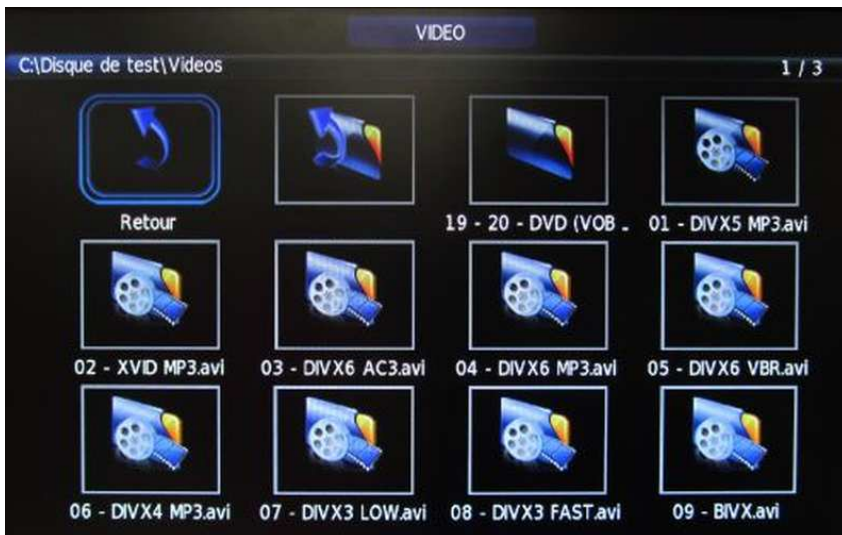 VIDEO
C:\Disque de test\Videos
1 / 3
Retour
19 - 20 - DVD (VOB _
01 - DIVX5 MP3.avi
02 - XVID MP3.avi
03 - DIVX6 AC3.avi
04 - DIVX6 MP3.avi
05 - DIVX6 VBR.avi
06 - DIVX4 MP3.avi
07 - DIVX3 LOW.avi
08 - DIVX3 FAST.avi
09 - BIVX.avi